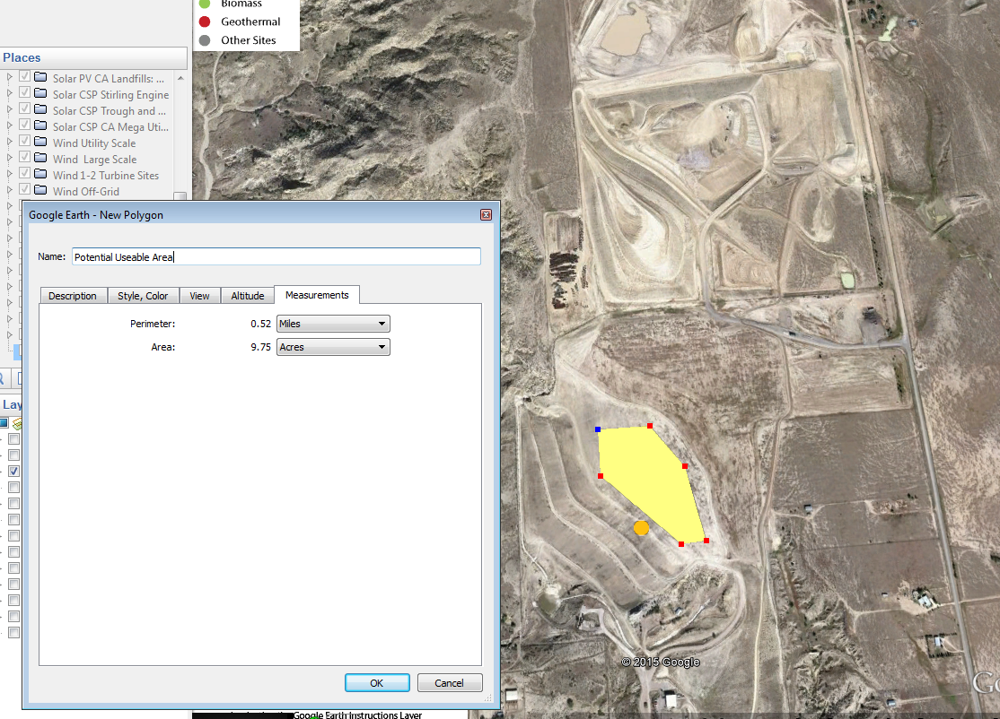 Biomass
Geothermal
Other Sites
Places
Solar PV CA Landfills: ...
Solar CSP Stirling Engine
Solar CSP Trough and ...
Solar CSP CA Mega Uti...
Wind Utility Scale
Wind  Large Scale
Wind 1-2 Turbine Sites
Wind Off-Grid
Google Earth - New Polygon
Name: Potential Useable Area
Description Style, Color View Altitude Measurements
Perimeter: 0.52 Miles
Area: 9.75 Acres
Lay
OK Cancel
© 2015 Google
Go
Google Earth Instructions Layer